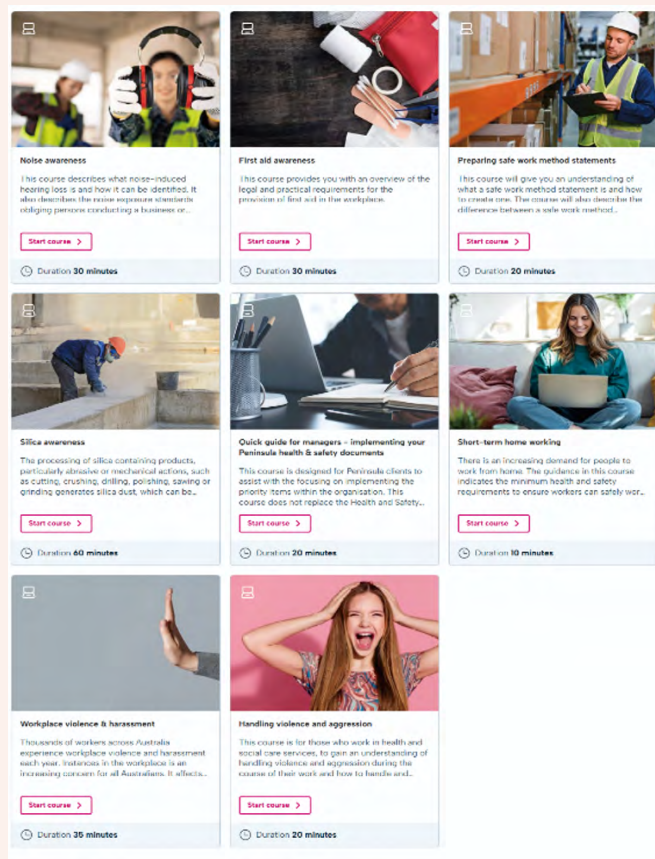 Noise awareness
This course describes what noise-induced
hearing loss is and how it can be identified. It
also describes the noise exposure standards
obliging persons conducting a business or...
Start course
Duration 30 minutes
First aid awareness
This course provides you with an overview of the
legal and practical requirements for the
provision of first aid in the workplace.
Start course
Duration 30 minutes
Preparing safe work method statements
This course will give you an understanding of
what a safe work method statement is and how
to create one. The course will also describe the
difference between a safe work method...
Start course
Duration 20 minutes
Silica awareness
The processing of silica containing products,
particularly abrasive or mechanical actions, such
as cutting, crushing, drilling, polishing, sawing or
grinding generates silica dust, which can be...
Start course
Duration 60 minutes
Quick guide for managers - implementing your
Peninsula health & safety documents
This course is designed for Peninsula clients to
assist with the focusing on implementing the
priority items within the organisation. This
course does not replace the Health and Safety...
Start course
Duration 20 minutes
Short-term home working
There is an increasing demand for people to
work from home. The guidance in this course
indicates the minimum health and safety
requirements to ensure workers can safely wor...
Start course
Duration 10 minutes
Workplace violence & harassment
Thousands of workers across Australia
experience workplace violence and harassment
each year. Instances in the workplace is an
increasing concern for all Australians. It affects...
Start course
Duration 35 minutes
Handling violence and aggression
This course is for those who work in health and
social care services, to gain an understanding of
handling violence and aggression during the
course of their work and how to handle and...
Start course
Duration 20 minutes